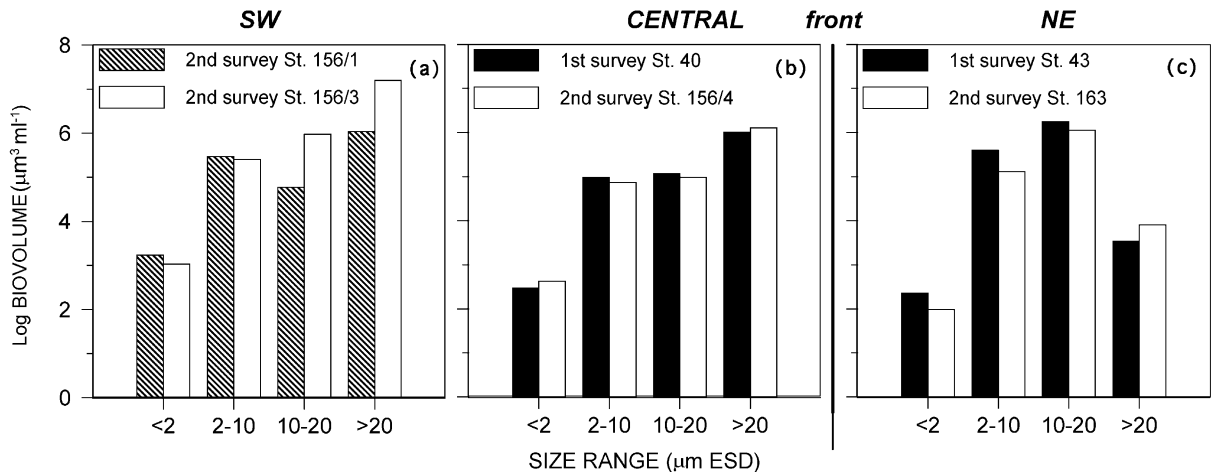 SW CENTRAL front NE
2nd survey St. 156/1 (a)
2nd survey St. 156/3
1st survey St. 40 (b)
2nd survey St. 156/4
1st survey St. 43 (c)
2nd survey St. 163
Log BIOVOLUME (µm³ ml⁻¹)
8
6
4
2
0
<2 2-10 10-20 >20
<2 2-10 10-20 >20
<2 2-10 10-20 >20
SIZE RANGE (µm ESD)